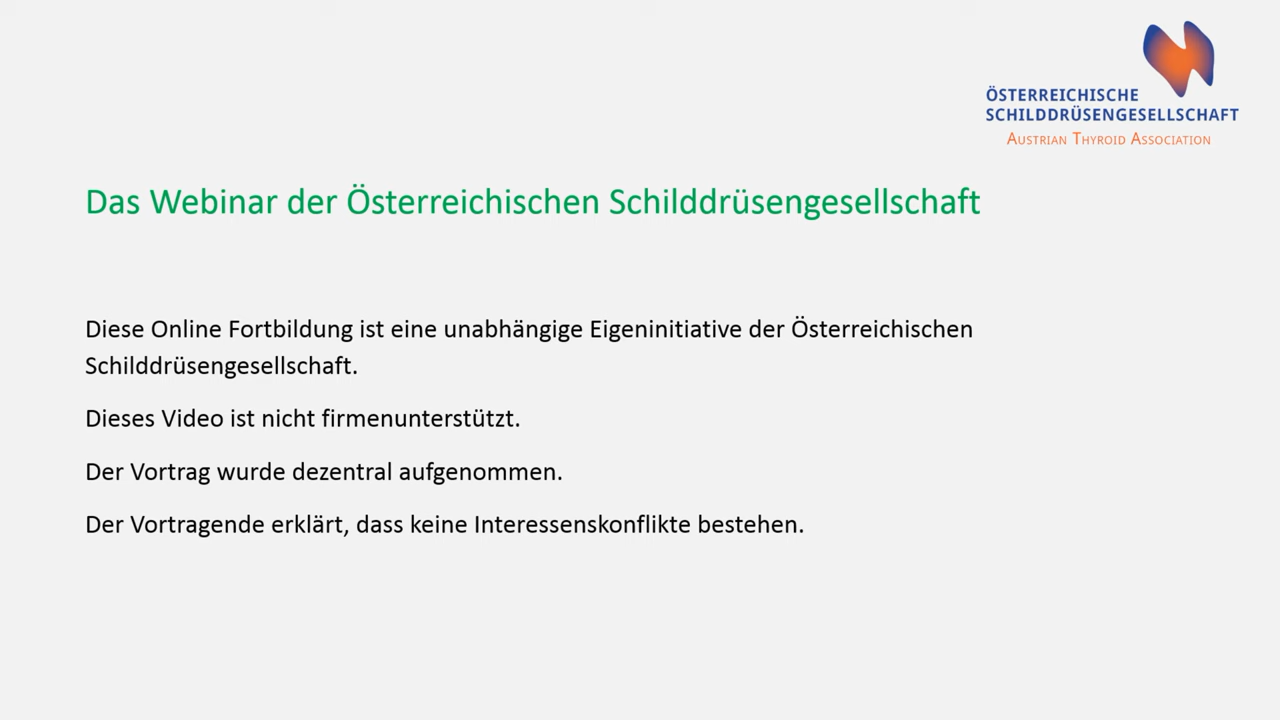 ÖSTERREICHISCHE
SCHILDDRÜSENGESELLSCHAFT
Austrian Thyroid Association
Das Webinar der Österreichischen Schilddrüsengesellschaft
Diese Online Fortbildung ist eine unabhängige Eigeninitiative der Österreichischen
Schilddrüsengesellschaft.
Dieses Video ist nicht firmenunterstützt.
Der Vortrag wurde dezentral aufgenommen.
Der Vortragende erklärt, dass keine Interessenskonflikte bestehen.